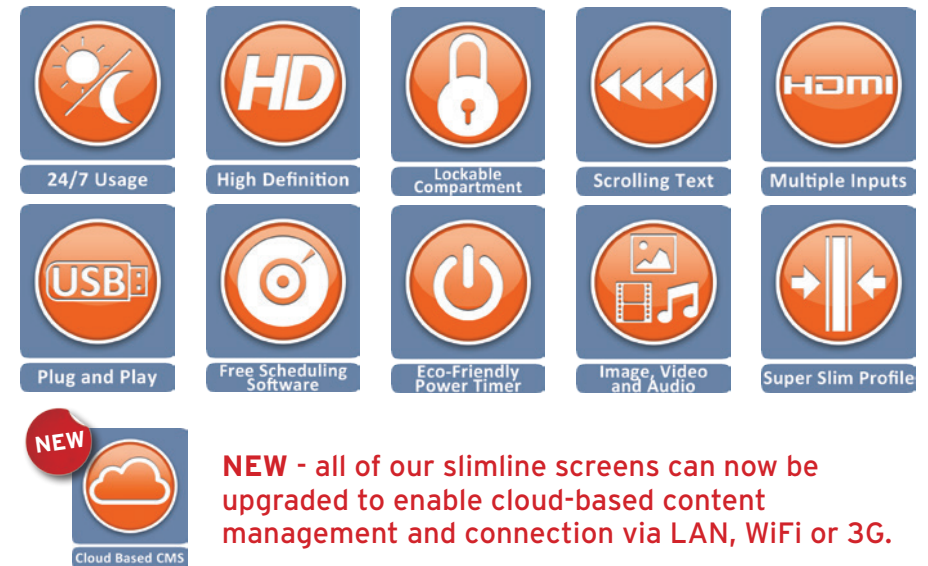 HD
HDMI
24/7 Usage
High Definition
Lockable
Compartment
Scrolling Text
Multiple Inputs
USB
Plug and Play
Free Scheduling
Software
Eco-Friendly
Power Timer
Image, Video
and Audio
Super Slim Profile
NEW
Cloud Based CMS
NEW - all of our slimline screens can now be
upgraded to enable cloud-based content
management and connection via LAN, WiFi or 3G.